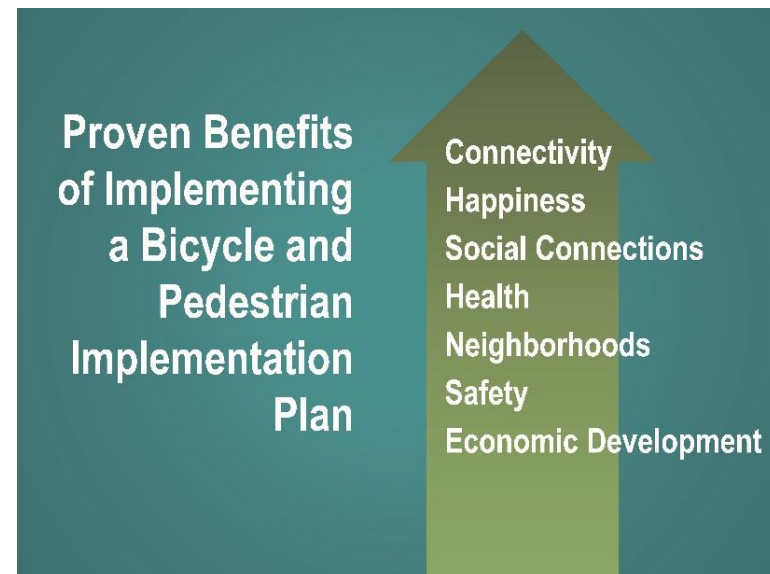 Proven Benefits
of Implementing
a Bicycle and
Pedestrian
Implementation
Plan
Connectivity
Happiness
Social Connections
Health
Neighborhoods
Safety
Economic Development